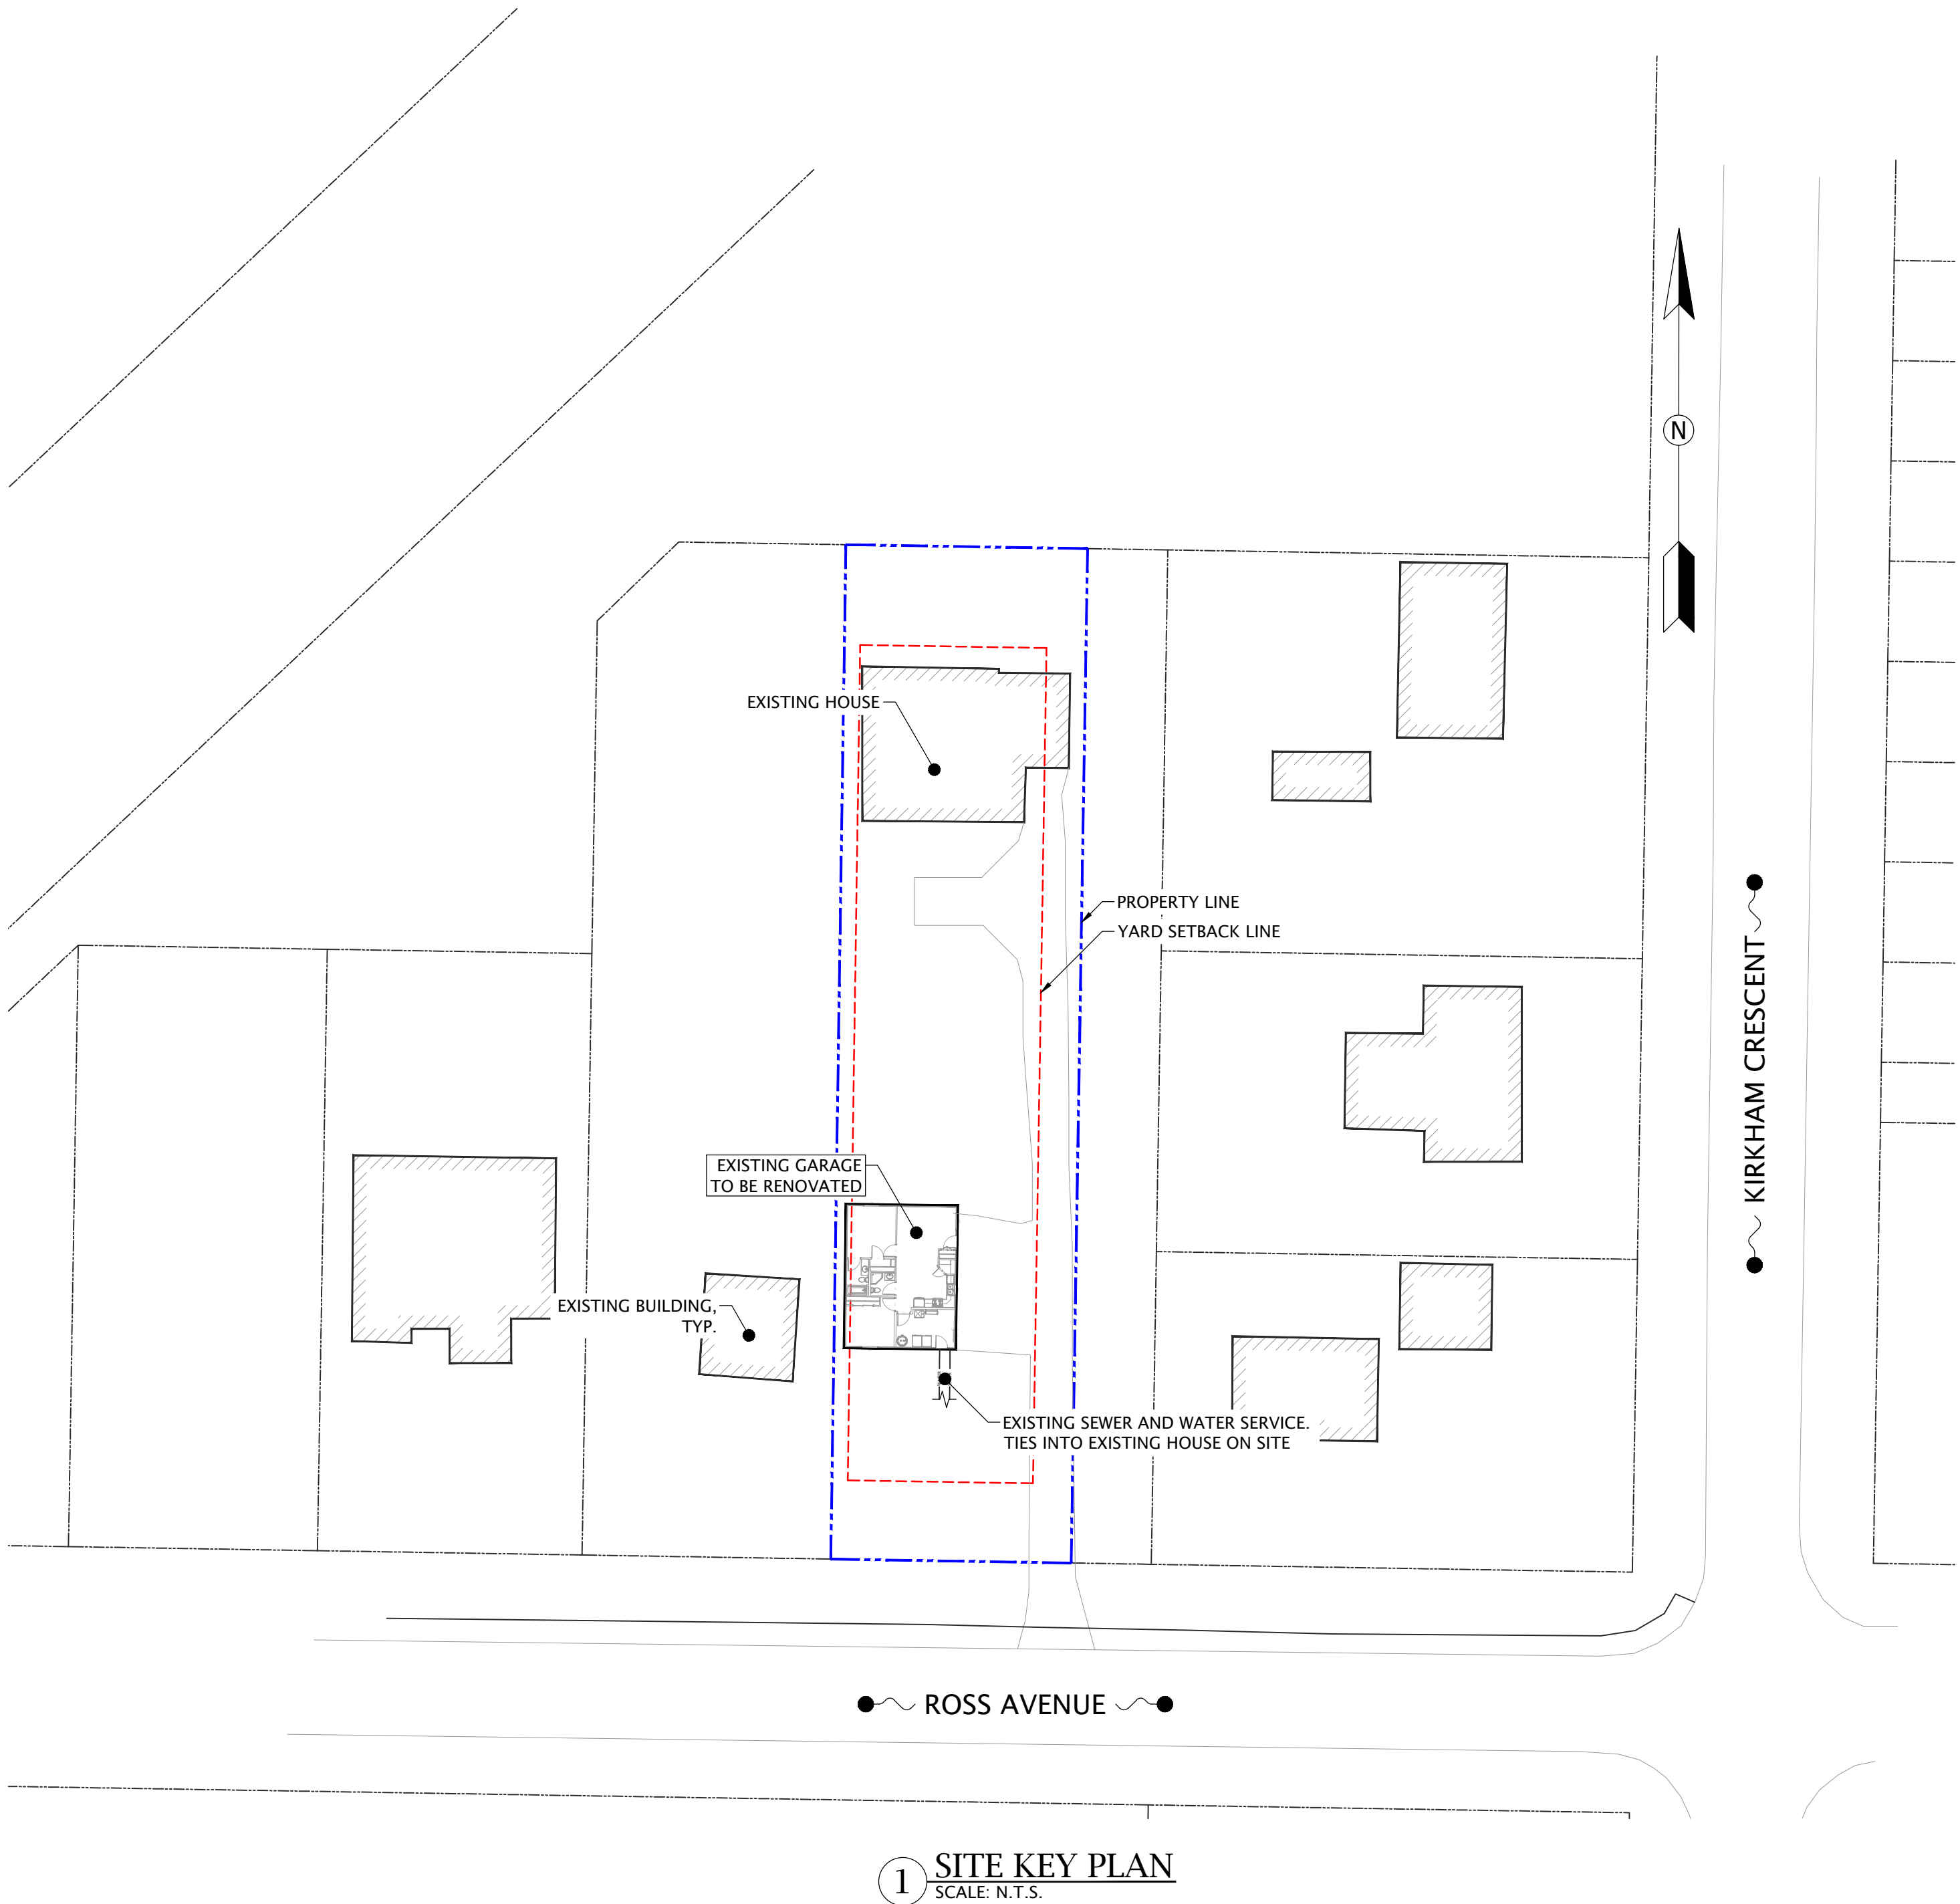 N
EXISTING HOUSE
PROPERTY LINE
YARD SETBACK LINE
KIRKHAM CRESCENT
EXISTING GARAGE
TO BE RENOVATED
EXISTING BUILDING,
TYP.
EXISTING SEWER AND WATER SERVICE.
TIES INTO EXISTING HOUSE ON SITE
ROSS AVENUE
1
SITE KEY PLAN
SCALE: N.T.S.